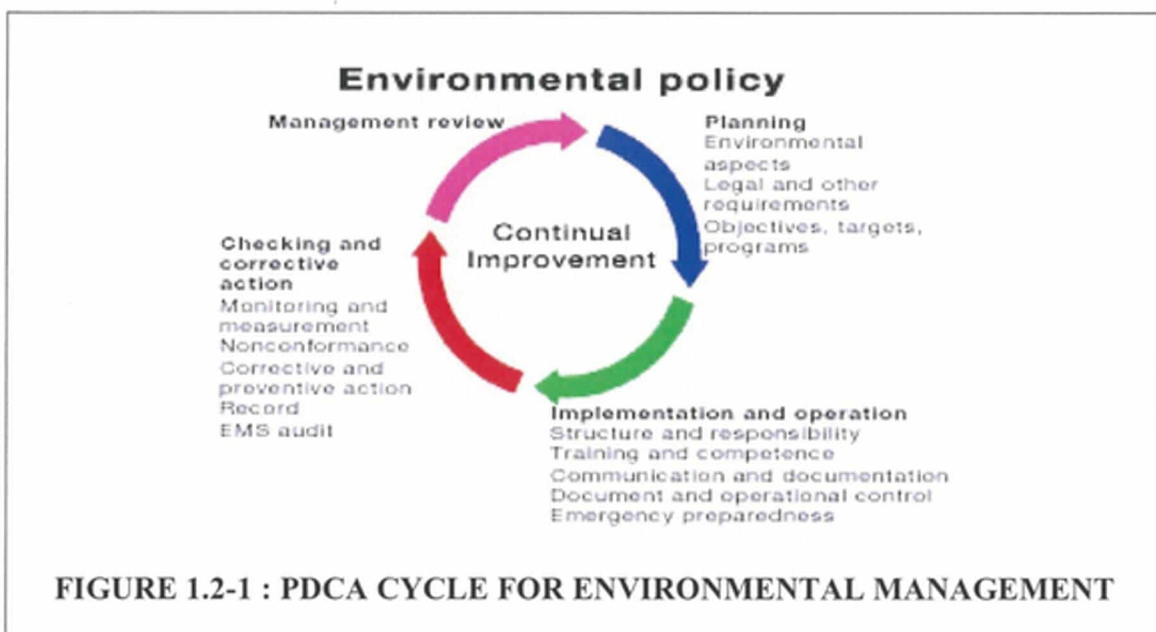 Environmental policy
Management review
Planning
Environmental
aspects
Legal and other
requirements
Objectives, targets,
programs
Continual
Improvement
Checking and
corrective
action
Monitoring and
measurement
Nonconformance
Corrective and
preventive action
Record
EMS audit
Implementation and operation
Structure and responsibility
Training and competence
Communication and documentation
Document and operational control
Emergency preparedness
FIGURE 1.2-1 : PDCA CYCLE FOR ENVIRONMENTAL MANAGEMENT